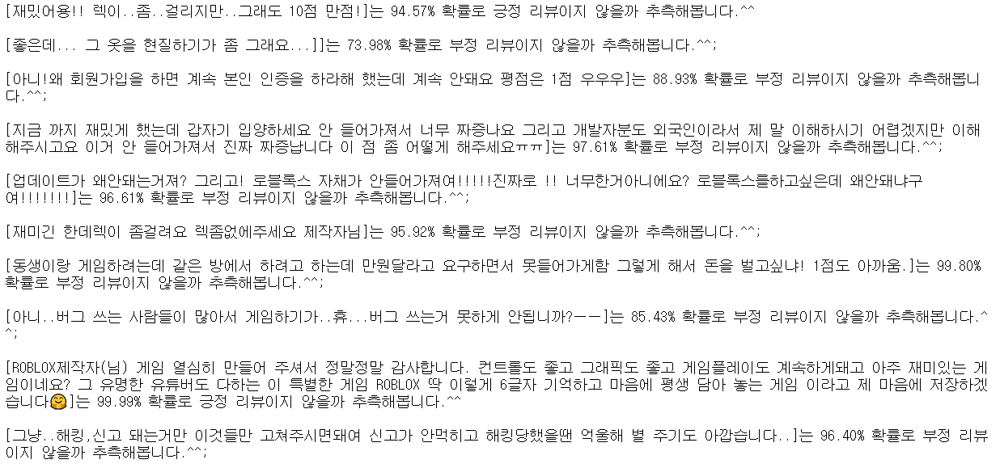 [재밌어용!! 렉이..좀..걸리지만..그래도 10점 만점!]는 94.57% 확률로 긍정 리뷰이지 않을까 추측해봅니다.^^
[좋은데... 그 옷을 현질하기가 좀 그래요...]]는 73.98% 확률로 부정 리뷰이지 않을까 추측해봅니다.^^;
[아니!왜 회원가입을 하면 계속 본인 인증을 하라해 했는데 계속 안돼요 평점은 1점 우우우]는 88.93% 확률로 부정 리뷰이지 않을까 추측해봅니
다.^^;
[지금 까지 재밌게 했는데 갑자기 입양하세요 안 들어가져서 너무 짜증나요 그리고 개발자분도 외국인이라서 제 말 이해하시기 어렵겠지만 이해
해주시고요 이거 안 들어가져서 진짜 짜증납니다 이 점 좀 어떻게 해주세요ㅠㅠ]는 97.61% 확률로 부정 리뷰이지 않을까 추측해봅니다.^^;
[업데이트가 왜안돼는거져? 그리고! 로블록스 자채가 안들어가져여!!!!!진짜로 !! 너무한거아니에요? 로블록스를하고싶은데 왜안돼냐구
여!!!!!!!]는 96.61% 확률로 부정 리뷰이지 않을까 추측해봅니다.^^;
[재미긴 한데렉이 좀걸려요 렉좀없에주세요 제작자님]는 95.92% 확률로 부정 리뷰이지 않을까 추측해봅니다.^^;
[동생이랑 게임하려는데 같은 방에서 하려고 하는데 만원달라고 요구하면서 못들어가게함 그렇게 해서 돈을 벌고싶냐! 1점도 아까움.]는 99.80%
확률로 부정 리뷰이지 않을까 추측해봅니다.^^;
[아니..버그 쓰는 사람들이 많아서 게임하기가..휴...버그 쓰는거 못하게 안됩니까?ㅡㅡ]는 85.43% 확률로 부정 리뷰이지 않을까 추측해봅니다.^
^;
[ROBLOX제작자(님) 게임 열심히 만들어 주셔서 정말정말 감사합니다. 컨트롤도 좋고 그래픽도 좋고 게임플레이도 계속하게돼고 아주 재미있는 게
임이네요? 그 유명한 유튜버도 다하는 이 특별한 게임 ROBLOX 딱 이렇게 6글자 기억하고 마음에 평생 담아 놓는 게임 이라고 제 마음에 저장하겠
습니다🤗]는 99.99% 확률로 긍정 리뷰이지 않을까 추측해봅니다.^^
[그냥..해킹,신고 돼는거만 이것들만 고쳐주시면돼여 신고가 안먹히고 해킹당했을땐 억울해 별 주기도 아깝습니다..]는 96.40% 확률로 부정 리뷰
이지 않을까 추측해봅니다.^^;